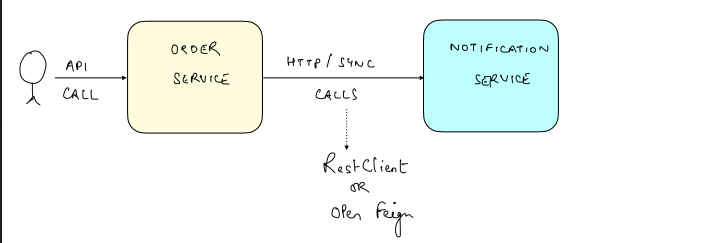 API
CALL
ORDER
SERVICE
HTTP / SYNC
CALLS
NOTIFICATION
SERVICE
RestClient
OR
Open Feign